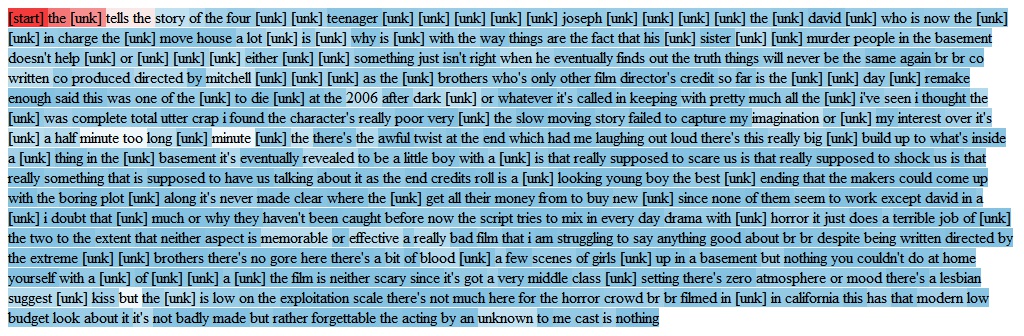 [start] the [unk] tells the story of the four [unk] [unk] teenager [unk] [unk] [unk] [unk] [unk] [unk] joseph [unk] [unk] [unk] [unk] [unk] the [unk] david [unk] who is now the [unk]
[unk] in charge the [unk] move house a lot [unk] is [unk] why is [unk] with the way things are the fact that his [unk] sister [unk] [unk] murder people in the basement
doesn't help [unk] or [unk] [unk] [unk] either [unk] [unk] something just isn't right when he eventually finds out the truth things will never be the same again br br co
written co produced directed by mitchell [unk] [unk] [unk] as the [unk] brothers who's only other film director's credit so far is the [unk] [unk] day [unk] remake
enough said this was one of the [unk] to die [unk] at the 2006 after dark [unk] or whatever it's called in keeping with pretty much all the [unk] i've seen i thought the
[unk] was complete total utter crap i found the character's really poor very [unk] the slow moving story failed to capture my imagination or [unk] my interest over it's
[unk] a half minute too long [unk] minute [unk] the there's the awful twist at the end which had me laughing out loud there's this really big [unk] build up to what's inside
a [unk] thing in the [unk] basement it's eventually revealed to be a little boy with a [unk] is that really supposed to scare us is that really supposed to shock us is that
really something that is supposed to have us talking about it as the end credits roll is a [unk] looking young boy the best [unk] ending that the makers could come up
with the boring plot [unk] along it's never made clear where the [unk] get all their money from to buy new [unk] since none of them seem to work except david in a
[unk] i doubt that [unk] much or why they haven't been caught before now the script tries to mix in every day drama with [unk] horror it just does a terrible job of [unk]
the two to the extent that neither aspect is memorable or effective a really bad film that i am struggling to say anything good about br br despite being written directed by
the extreme [unk] [unk] brothers there's no gore here there's a bit of blood [unk] a few scenes of girls [unk] up in a basement but nothing you couldn't do at home
yourself with a [unk] of [unk] [unk] a [unk] the film is neither scary since it's got a very middle class [unk] setting there's zero atmosphere or mood there's a lesbian
suggest [unk] kiss but the [unk] is low on the exploitation scale there's not much here for the horror crowd br br filmed in [unk] in california this has that modern low
budget look about it it's not badly made but rather forgettable the acting by an unknown to me cast is nothing